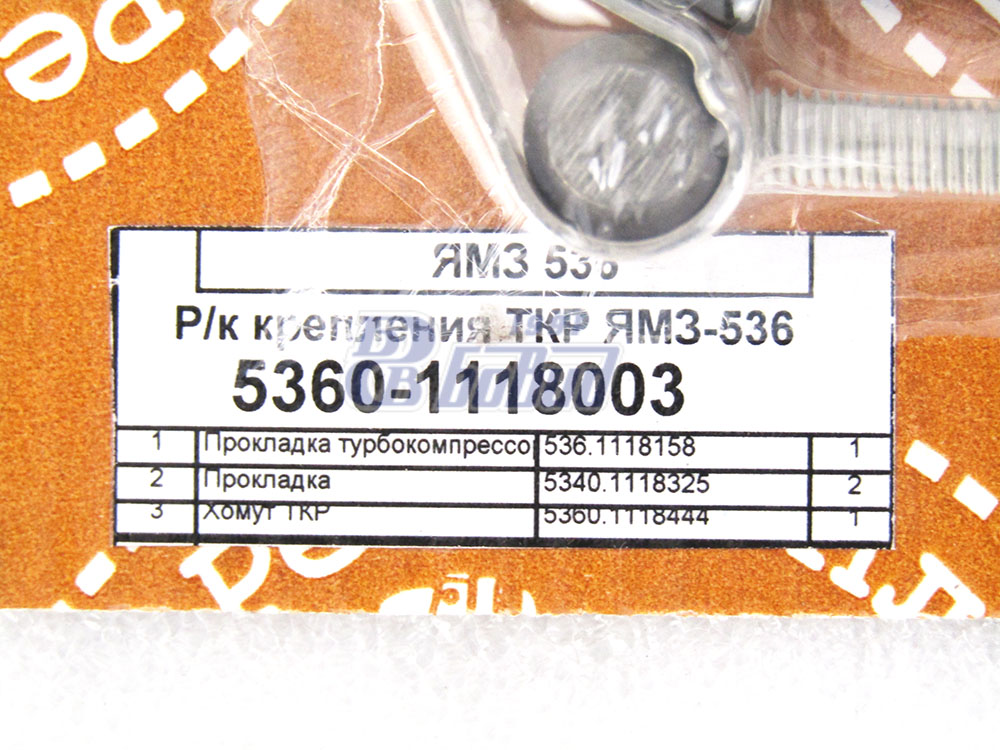 ре
ЯМЗ 536
Р/к крепления ТКР ЯМЗ-536
5360-1118003
1 Прокладка турбокомпрессо 536.1118158 1
2 Прокладка 5340.1118325 2
3 Хомут ТКР 5360.1118444 1